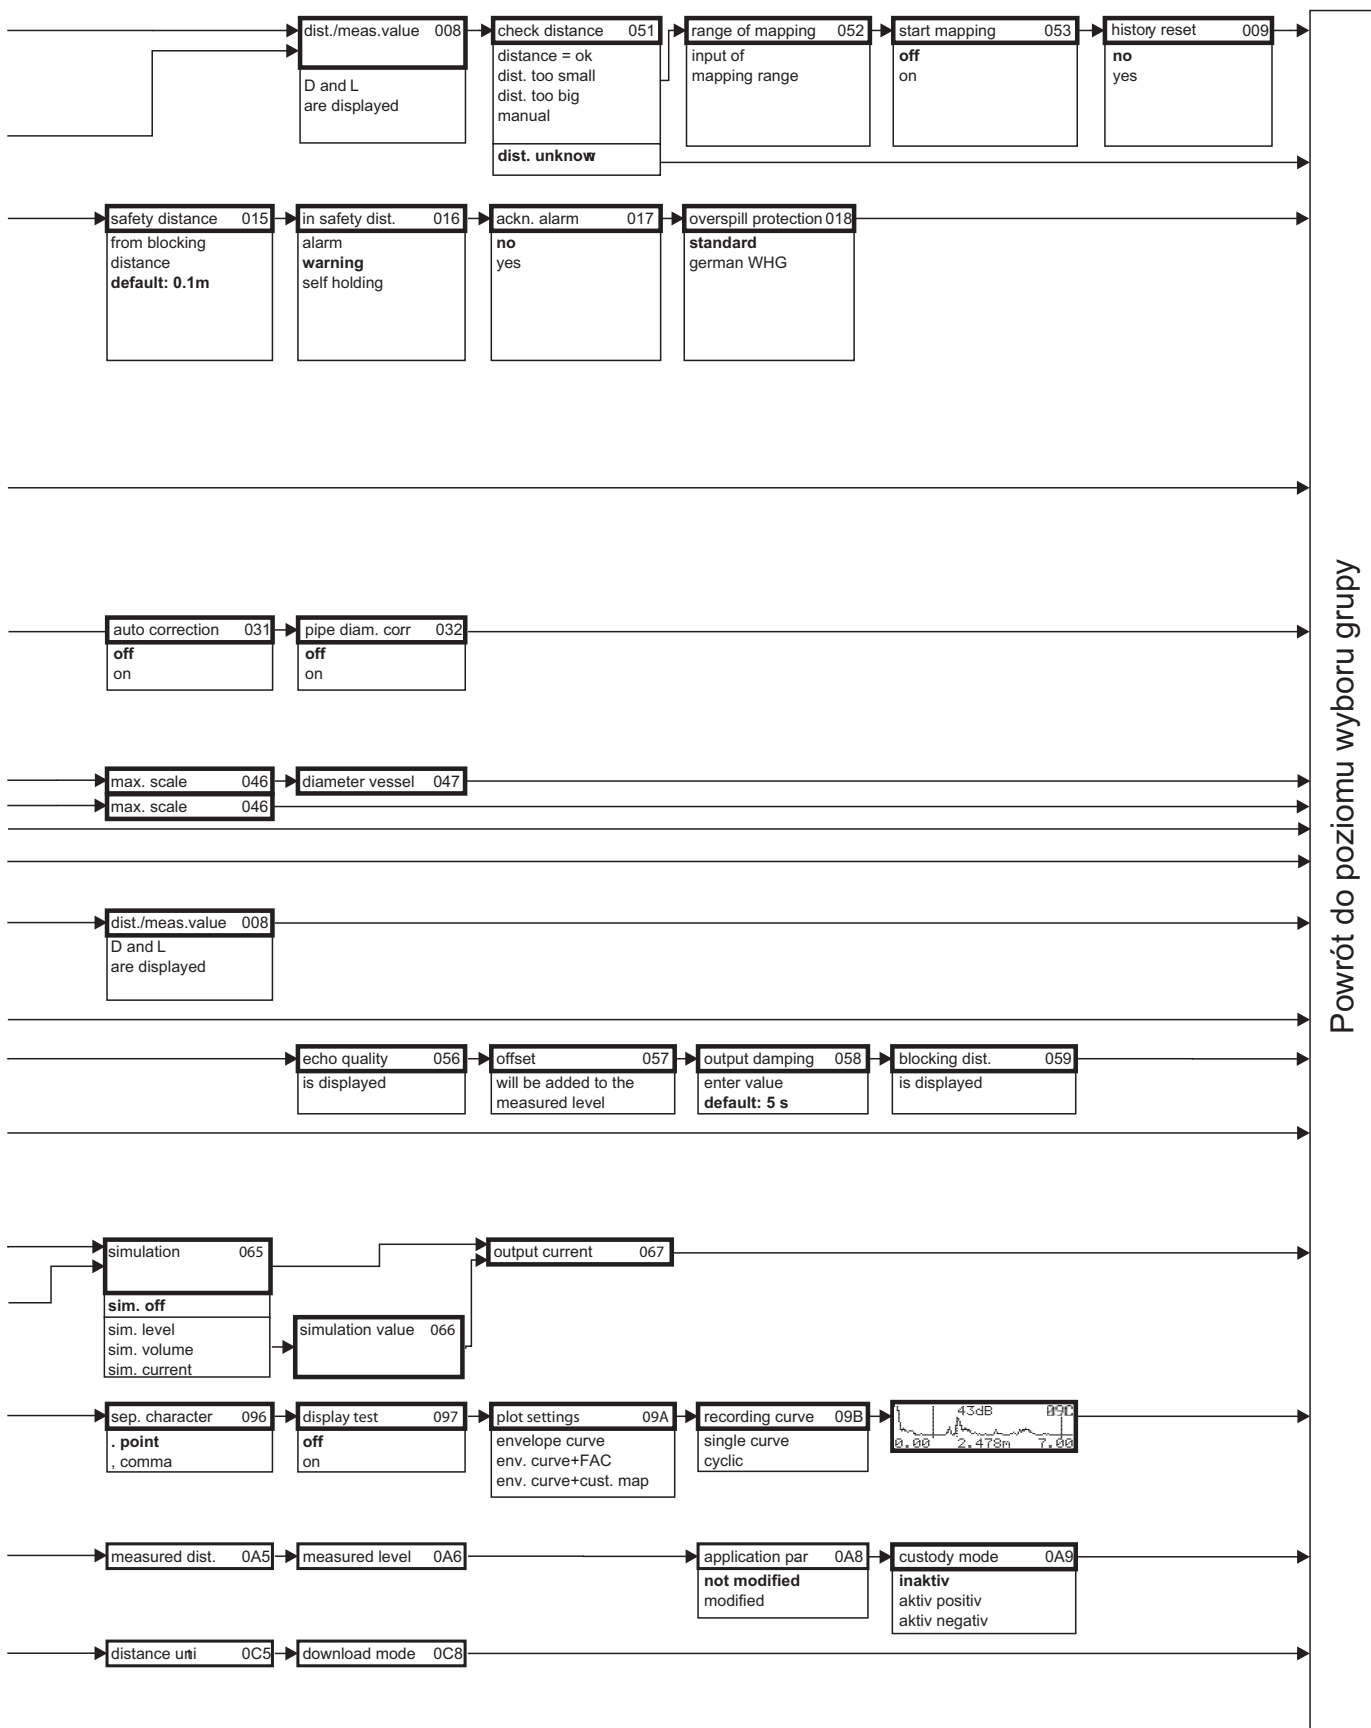 dist./meas.value 008
D and L
are displayed
check distance 051
distance = ok
dist. too small
dist. too big
manual
dist. unknow
range of mapping 052
input of
mapping range
start mapping 053
off
on
history reset 009
no
yes
safety distance 015
from blocking
distance
default: 0.1m
in safety dist. 016
alarm
warning
self holding
ackn. alarm 017
no
yes
overspill protection 018
standard
german WHG
auto correction 031
off
on
pipe diam. corr 032
off
on
max. scale 046
diameter vessel 047
max. scale 046
dist./meas.value 008
D and L
are displayed
echo quality 056
is displayed
offset 057
will be added to the
measured level
output damping 058
enter value
default: 5 s
blocking dist. 059
is displayed
simulation 065
sim. off
sim. level
sim. volume
sim. current
simulation value 066
output current 067
sep. character 096
. point
, comma
display test 097
off
on
plot settings 09A
envelope curve
env. curve+FAC
env. curve+cust. map
recording curve 09B
single curve
cyclic
43dB 09C
0.00 2.478m 7.00
measured dist. 0A5
measured level 0A6
application par 0A8
not modified
modified
custody mode 0A9
inaktiv
aktiv positiv
aktiv negativ
distance unti 0C5
download mode 0C8
Powrót do poziomu wyboru grupy